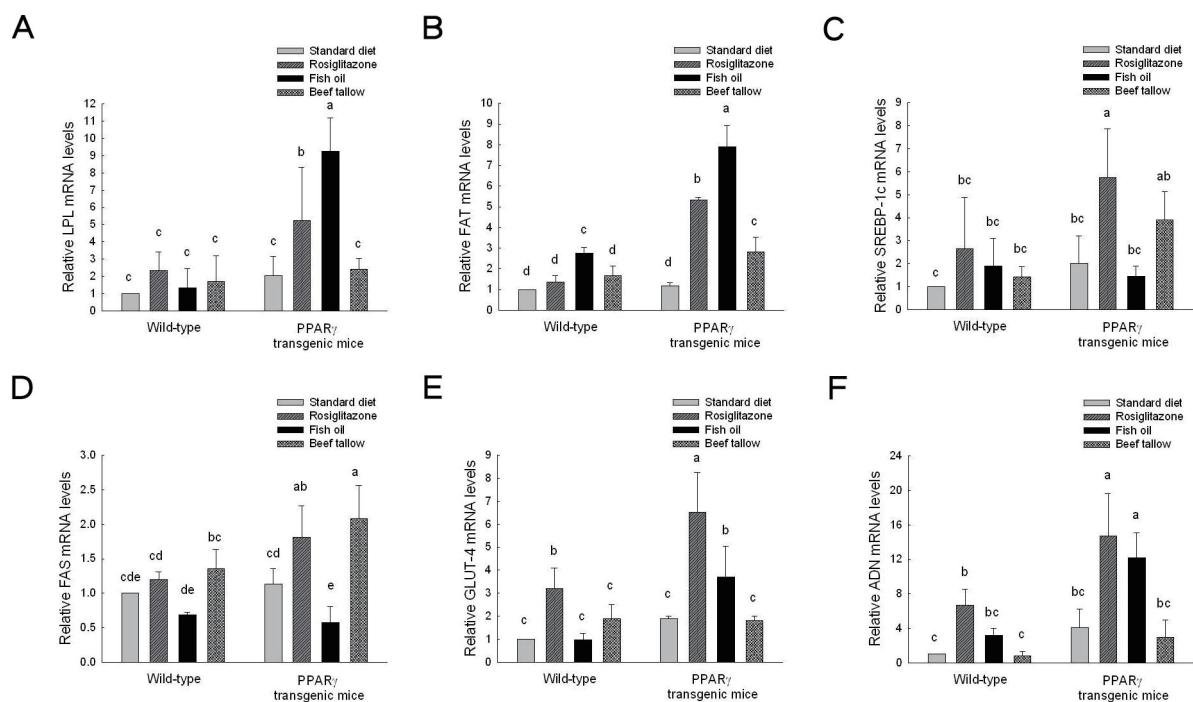 A
Standard diet
Rosiglitazone
Fish oil
Beef tallow
Relative LPL mRNA levels
12
11
10
9
8
7
6
5
4
3
2
1
0
c
c
c
c
c
b
a
c
Wild-type
PPARγ
transgenic mice
B
Standard diet
Rosiglitazone
Fish oil
Beef tallow
Relative FAT mRNA levels
10
9
8
7
6
5
4
3
2
1
0
d
d
c
d
d
b
a
c
Wild-type
PPARγ
transgenic mice
C
Standard diet
Rosiglitazone
Fish oil
Beef tallow
Relative SREBP-1c mRNA levels
9
8
7
6
5
4
3
2
1
0
c
bc
bc
bc
bc
a
bc
ab
Wild-type
PPARγ
transgenic mice
D
Standard diet
Rosiglitazone
Fish oil
Beef tallow
Relative FAS mRNA levels
3.0
2.5
2.0
1.5
1.0
0.5
0.0
cde
cd
de
bc
cd
ab
e
a
Wild-type
PPARγ
transgenic mice
E
Standard diet
Rosiglitazone
Fish oil
Beef tallow
Relative GLUT-4 mRNA levels
9
8
7
6
5
4
3
2
1
0
c
b
c
c
c
a
b
c
Wild-type
PPARγ
transgenic mice
F
Standard diet
Rosiglitazone
Fish oil
Beef tallow
Relative ADN mRNA levels
24
20
16
12
8
4
0
c
b
bc
c
bc
a
a
bc
Wild-type
PPARγ
transgenic mice